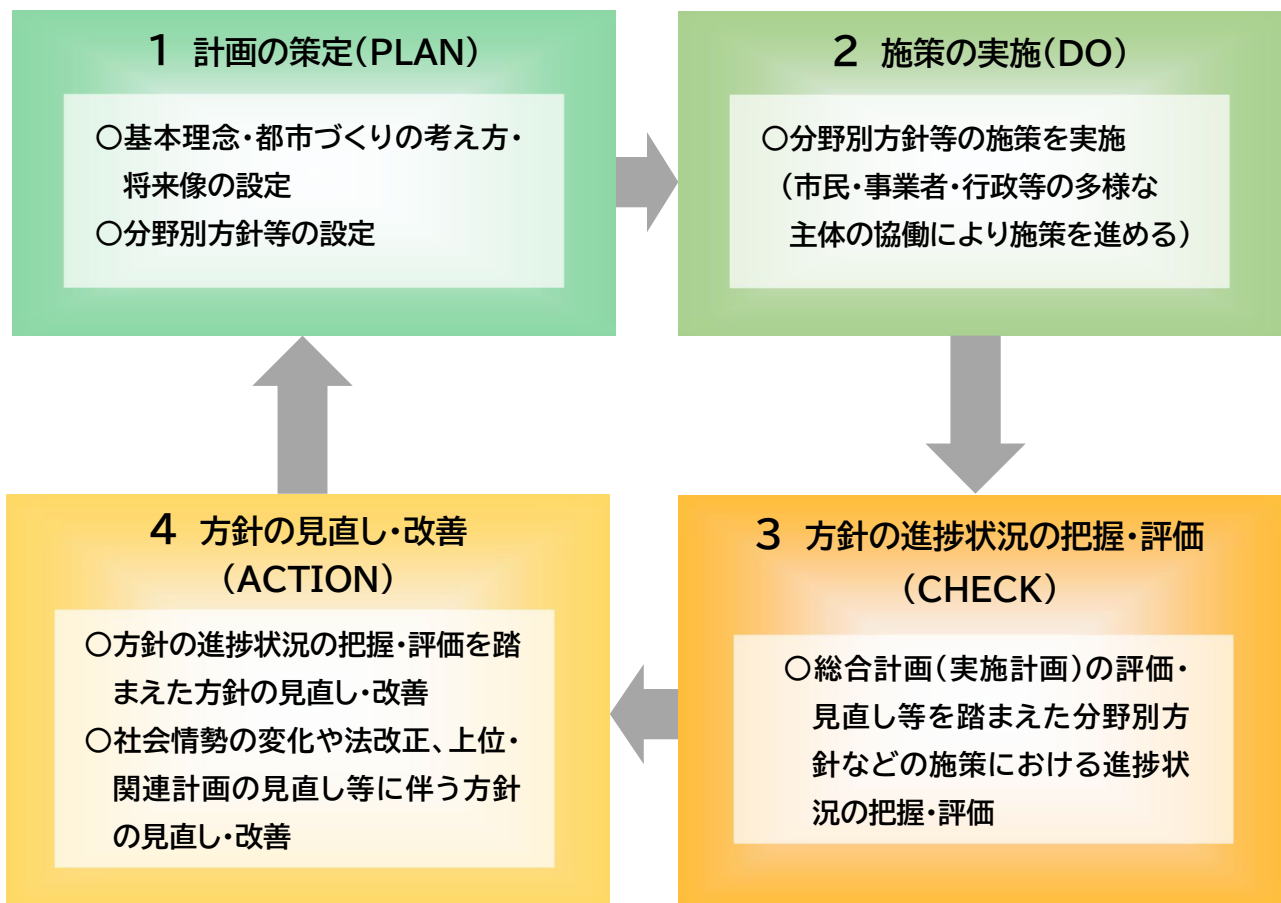 1 計画の策定(PLAN)
○基本理念・都市づくりの考え方・
将来像の設定
○分野別方針等の設定
2 施策の実施(DO)
○分野別方針等の施策を実施
(市民・事業者・行政等の多様な
主体の協働により施策を進める)
3 方針の進捗状況の把握・評価
(CHECK)
○総合計画(実施計画)の評価・
見直し等を踏まえた分野別方
針などの施策における進捗状
況の把握・評価
4 方針の見直し・改善
(ACTION)
○方針の進捗状況の把握・評価を踏
まえた方針の見直し・改善
○社会情勢の変化や法改正、上位・
関連計画の見直し等に伴う方針
の見直し・改善